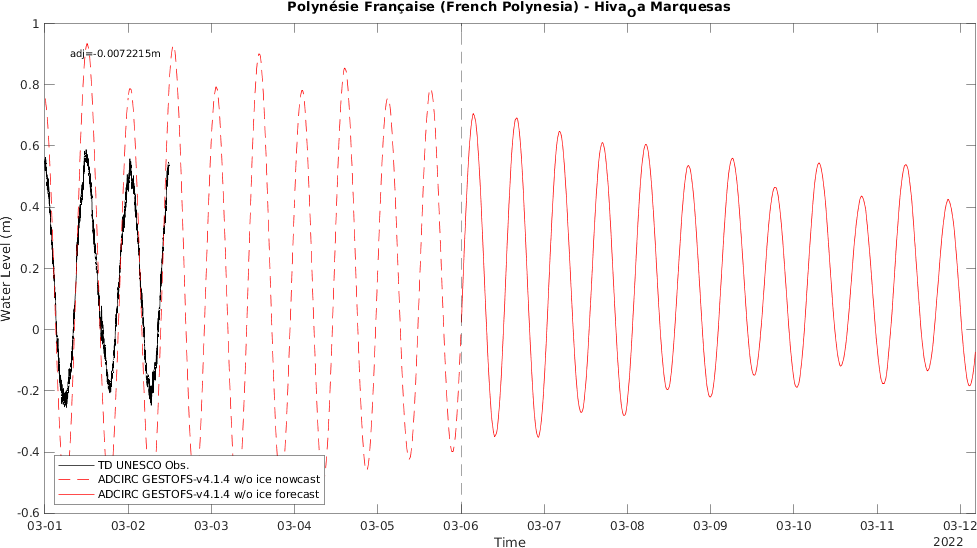 Polynésie Française (French Polynesia) - HivaOa Marquesas
adj=-0.0072215m
1
0.8
0.6
0.4
0.2
0
-0.2
-0.4
-0.6
Water Level (m)
TD UNESCO Obs.
ADCIRC GESTOFS-v4.1.4 w/o ice nowcast
ADCIRC GESTOFS-v4.1.4 w/o ice forecast
03-01 03-02 03-03 03-04 03-05 03-06 03-07 03-08 03-09 03-10 03-11 03-12
Time
2022